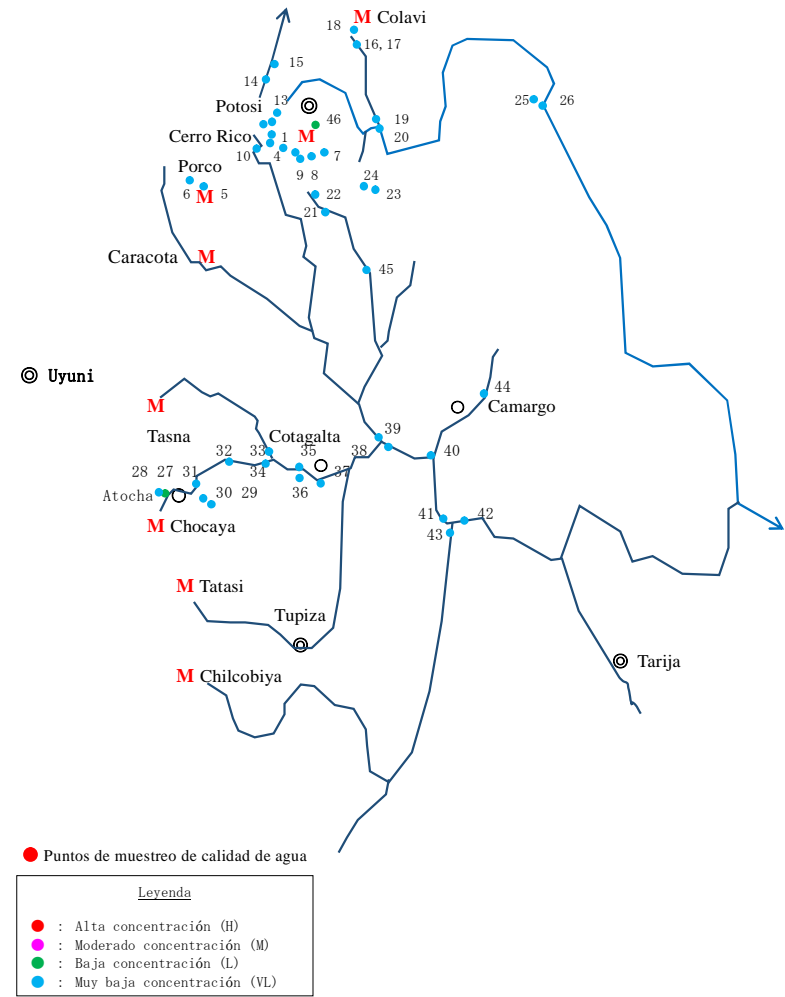 18 M Colavi
16,17
15
14
13
Potosi
46
19
25 26
Cerro Rico 1 M
20
10 4 7
9 8
Porco
24
6 M 5
22 23
21
Caracota M
45
Uyuni
44
M
Camargo
Tasna
Cotagalta
39
32 33 35 38 40
28 27 31 34 37
Atocha 30 29 36
M Chocaya
41 42
43
M Tatasi
Tupiza
Tarija
M Chilcobiya
Puntos de muestreo de calidad de agua
Leyenda
: Alta concentración (H)
: Moderado concentración (M)
: Baja concentración (L)
: Muy baja concentración (VL)